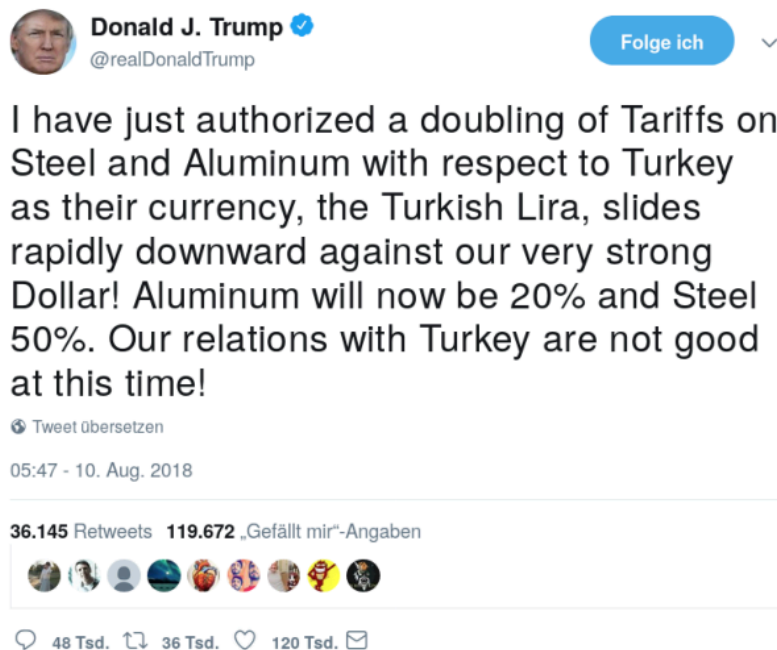 Donald J. Trump
@realDonaldTrump
Folge ich
I have just authorized a doubling of Tariffs on
Steel and Aluminum with respect to Turkey
as their currency, the Turkish Lira, slides
rapidly downward against our very strong
Dollar! Aluminum will now be 20% and Steel
50%. Our relations with Turkey are not good
at this time!
Tweet übersetzen
05:47 - 10. Aug. 2018
36.145 Retweets 119.672 „Gefällt mir“-Angaben
48 Tsd. 36 Tsd. 120 Tsd.